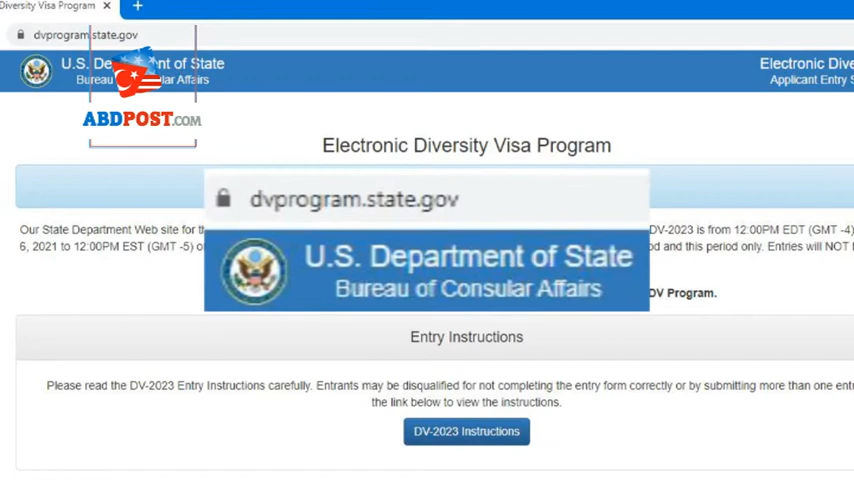 Diversity Visa Program
dvprogram.state.gov
U.S. De nt of State
Bureau lar Affairs
Electronic Dive
Applicant Entry S
ABDPOST.COM
Electronic Diversity Visa Program
dvprogram.state.gov
U.S. Department of State
Bureau of Consular Affairs
Our State Department Web site for th
DV-2023 is from 12:00PM EDT (GMT -4)
6, 2021 to 12:00PM EST (GMT -5) o
od and this period only. Entries will NOT
DV Program.
Entry Instructions
Please read the DV-2023 Entry Instructions carefully. Entrants may be disqualified for not completing the entry form correctly or by submitting more than one entr
the link below to view the instructions.
DV-2023 Instructions